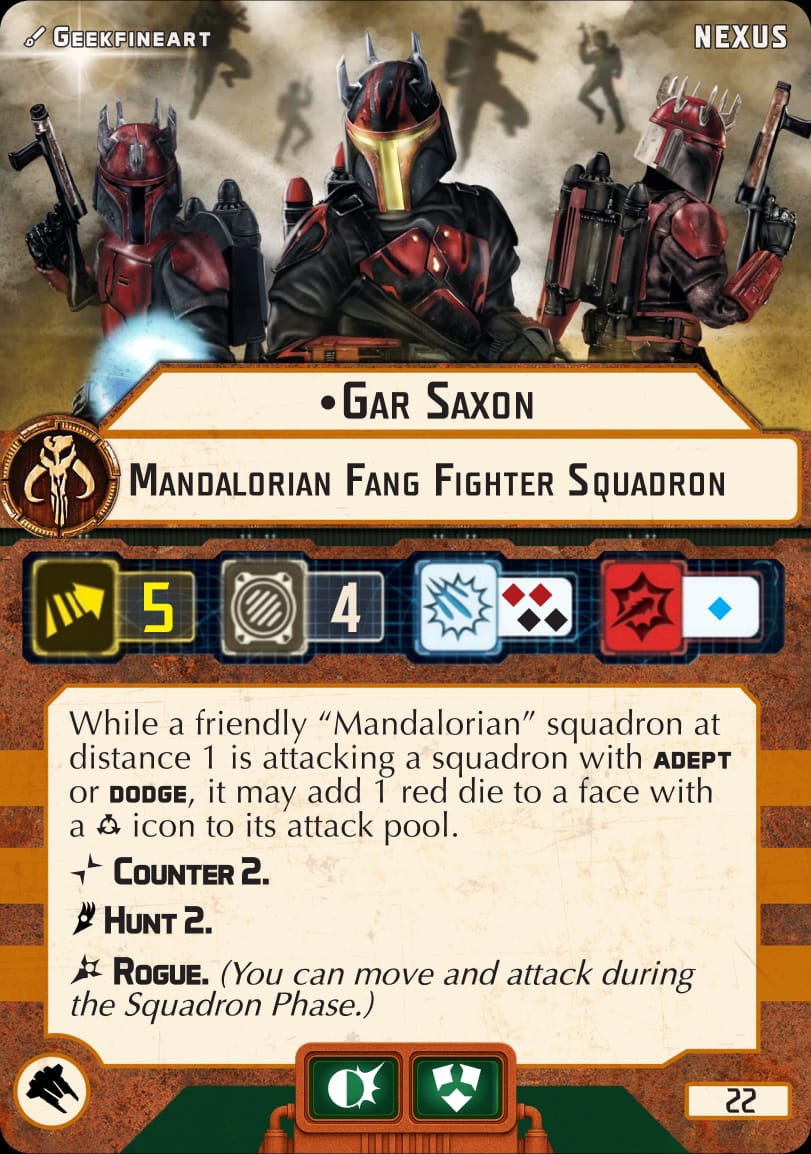 Geekfineart
NEXUS
•Gar Saxon
Mandalorian Fang Fighter Squadron
5 4
While a friendly “Mandalorian” squadron at
distance 1 is attacking a squadron with ADEPT
or DODGE, it may add 1 red die to a face with
a icon to its attack pool.
Counter 2.
Hunt 2.
Rogue. (You can move and attack during
the Squadron Phase.)
22